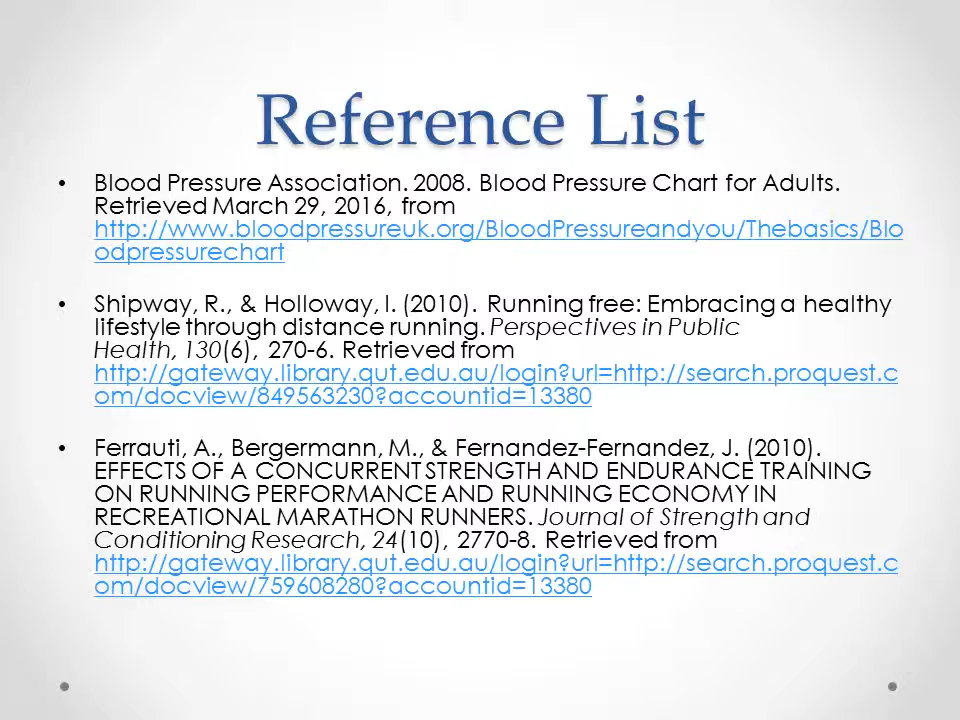 Reference List
• Blood Pressure Association. 2008. Blood Pressure Chart for Adults.
Retrieved March 29, 2016, from
http://www.bloodpressureuk.org/BloodPressureandyou/Thebasics/Blo
odpressurechart
• Shipway, R., & Holloway, I. (2010). Running free: Embracing a healthy
lifestyle through distance running. Perspectives in Public
Health, 130(6), 270-6. Retrieved from
http://gateway.library.qut.edu.au/login?url=http://search.proquest.c
om/docview/849563230?accountid=13380
• Ferrauti, A., Bergermann, M., & Fernandez-Fernandez, J. (2010).
EFFECTS OF A CONCURRENT STRENGTH AND ENDURANCE TRAINING
ON RUNNING PERFORMANCE AND RUNNING ECONOMY IN
RECREATIONAL MARATHON RUNNERS. Journal of Strength and
Conditioning Research, 24(10), 2770-8. Retrieved from
http://gateway.library.qut.edu.au/login?url=http://search.proquest.c
om/docview/759608280?accountid=13380